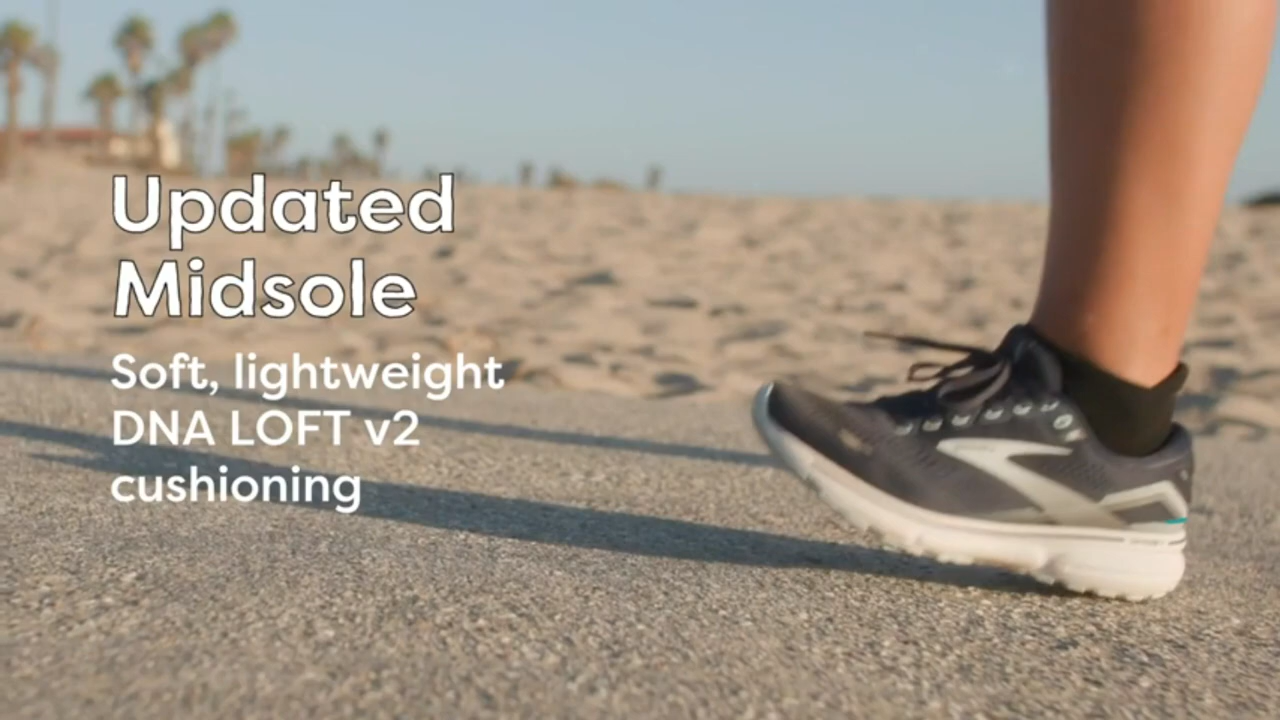 Updated
Midsole
Soft, lightweight
DNA LOFT v2
cushioning